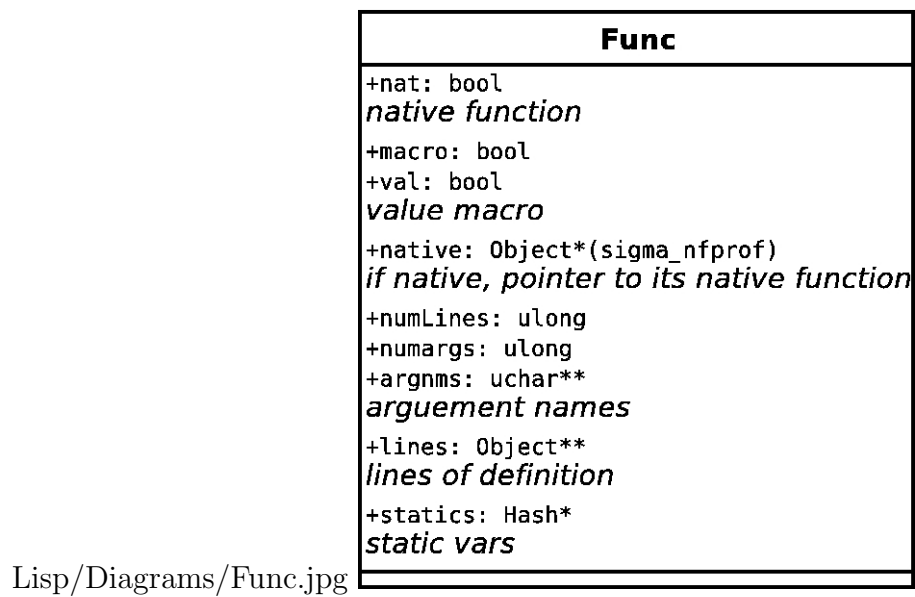 Func
+nat: bool
native function
+macro: bool
+val: bool
value macro
+native: Object*(sigma_nfprof)
if native, pointer to its native function
+numLines: ulong
+numargs: ulong
+argnms: uchar**
arguement names
+lines: Object**
lines of definition
+statics: Hash*
static vars
Lisp/Diagrams/Func.jpg